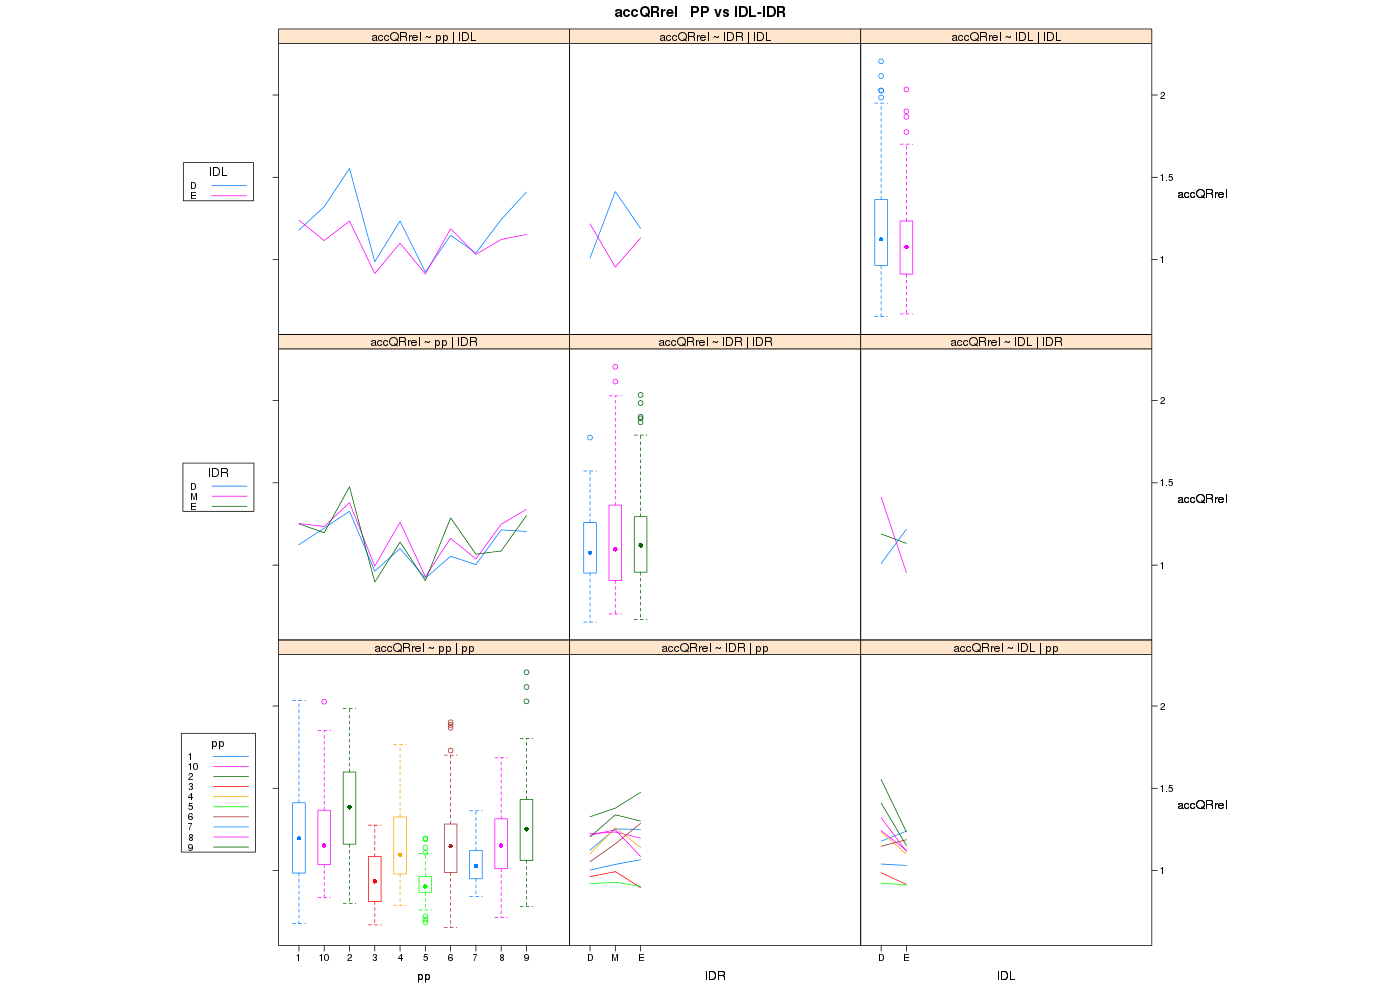 accQRrel   PP vs IDL-IDR
accQRrel ~ pp | IDL
accQRrel ~ IDR | IDL
accQRrel ~ IDL | IDL
IDL
D
E
2
1.5
1
accQRrel
accQRrel ~ pp | IDR
accQRrel ~ IDR | IDR
accQRrel ~ IDL | IDR
IDR
D
M
E
2
1.5
1
accQRrel
accQRrel ~ pp | pp
accQRrel ~ IDR | pp
accQRrel ~ IDL | pp
pp
1
10
2
3
4
5
6
7
8
9
2
1.5
1
accQRrel
1 10 2 3 4 5 6 7 8 9
D M E
D E
pp
IDR
IDL